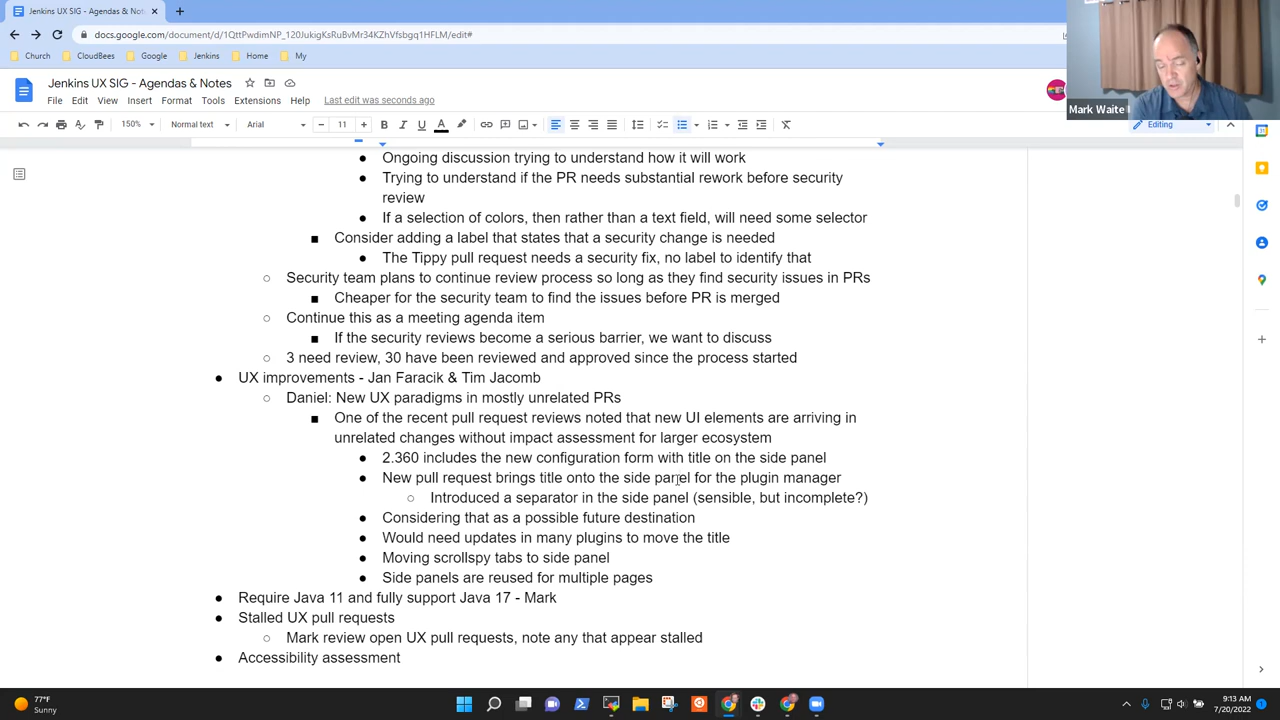 Jenkins UX SIG - Agendas & Notes
docs.google.com/document/d/1QttPwdimNP_120JukigKsRuBvMr34KZhVfsbgq1HFLM/edit#
Church CloudBees Google Jenkins Home My
Jenkins UX SIG - Agendas & Notes
File Edit View Insert Format Tools Extensions Help Last edit was seconds ago
Mark Waite
150% Normal text Arial 11 Editing
Ongoing discussion trying to understand how it will work
Trying to understand if the PR needs substantial rework before security
review
If a selection of colors, then rather than a text field, will need some selector
Consider adding a label that states that a security change is needed
The Tippy pull request needs a security fix, no label to identify that
Security team plans to continue review process so long as they find security issues in PRs
Cheaper for the security team to find the issues before PR is merged
Continue this as a meeting agenda item
If the security reviews become a serious barrier, we want to discuss
3 need review, 30 have been reviewed and approved since the process started
UX improvements - Jan Faracik & Tim Jacomb
Daniel: New UX paradigms in mostly unrelated PRs
One of the recent pull request reviews noted that new UI elements are arriving in
unrelated changes without impact assessment for larger ecosystem
2.360 includes the new configuration form with title on the side panel
New pull request brings title onto the side panel for the plugin manager
Introduced a separator in the side panel (sensible, but incomplete?)
Considering that as a possible future destination
Would need updates in many plugins to move the title
Moving scrollspy tabs to side panel
Side panels are reused for multiple pages
Require Java 11 and fully support Java 17 - Mark
Stalled UX pull requests
Mark review open UX pull requests, note any that appear stalled
Accessibility assessment
77°F
Sunny
9:13 AM
7/20/2022